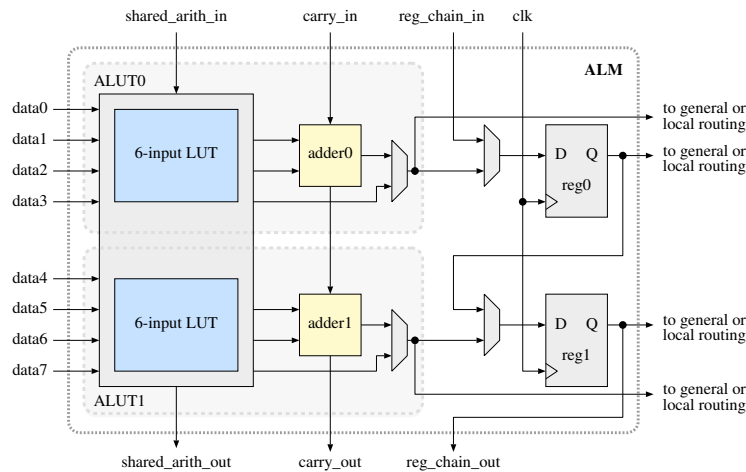 shared_arith_in carry_in reg_chain_in clk
ALUT0 ALM
data0
data1
data2
data3
6-input LUT
adder0
D Q
reg0
to general or
local routing
to general or
local routing
data4
data5
data6
data7
6-input LUT
adder1
D Q
reg1
to general or
local routing
to general or
local routing
ALUT1
shared_arith_out carry_out reg_chain_out